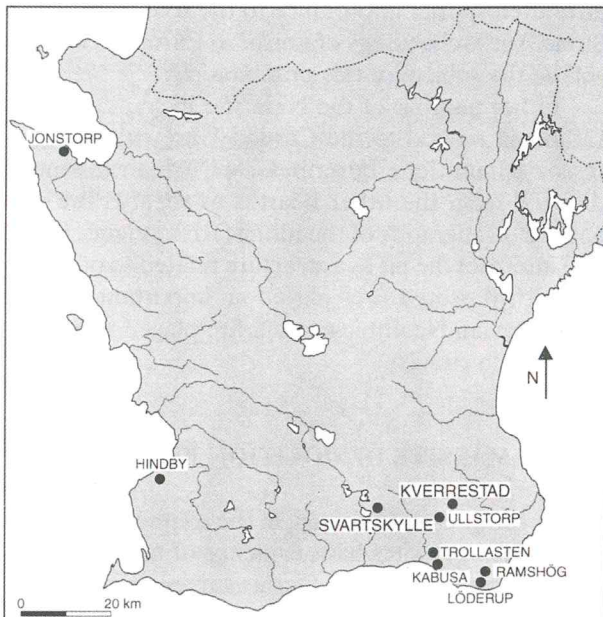 JONSTORP
N
HINDBY
KVERRESTAD
SVARTSKYLLE
ULLSTORP
TROLLASTEN
KABUSA
RAMSHÖG
LÖDERUP
0 20 km